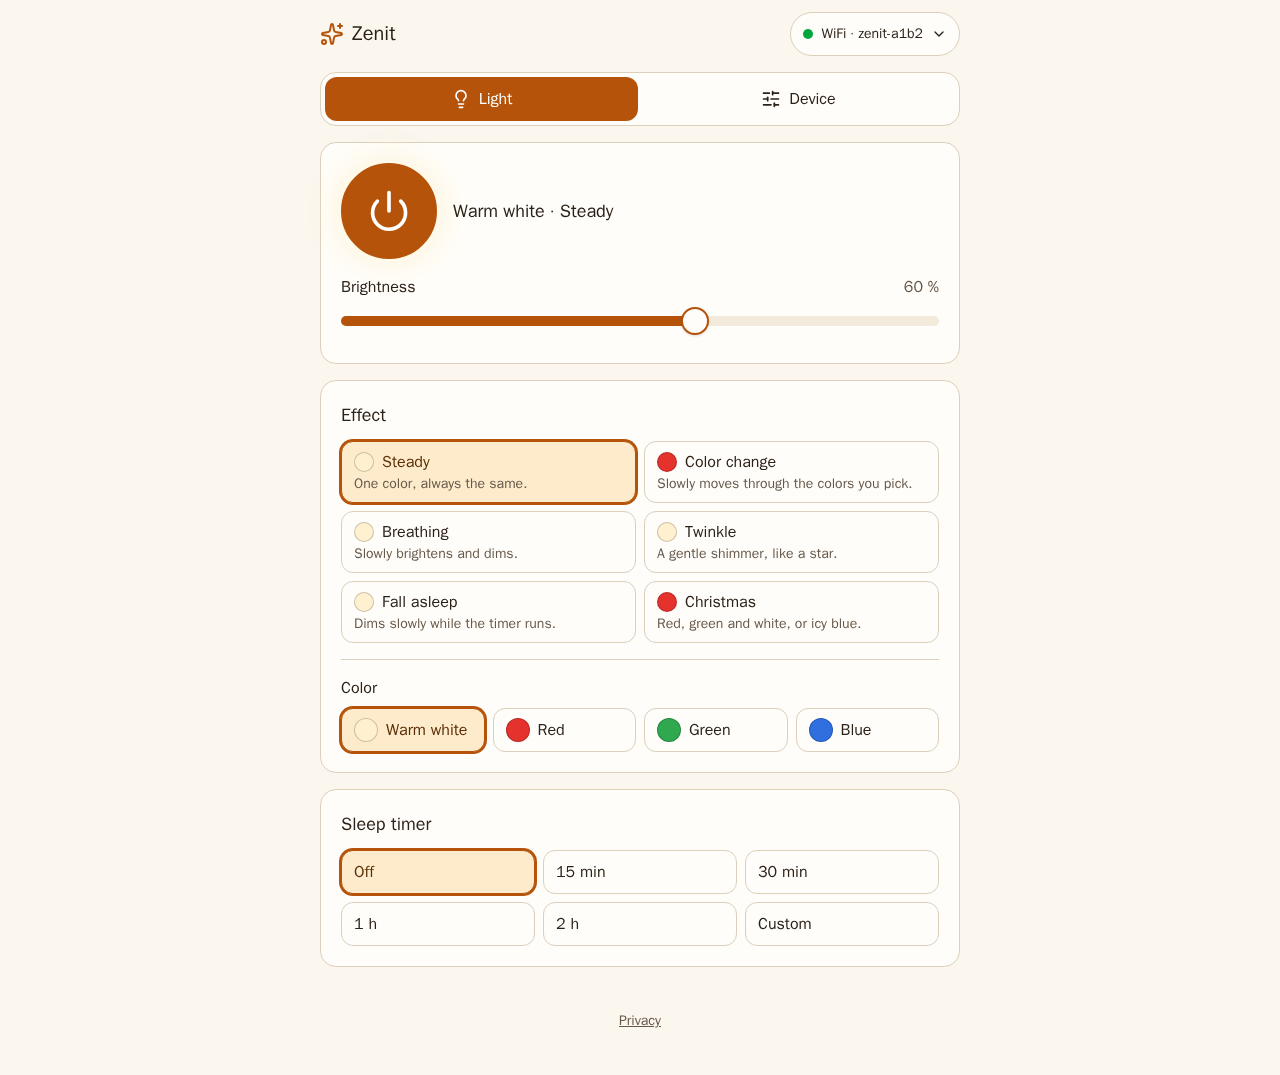 Zenit
WiFi · zenit-a1b2
Light
Device
Warm white · Steady
Brightness
60 %
Effect
Steady
One color, always the same.
Color change
Slowly moves through the colors you pick.
Breathing
Slowly brightens and dims.
Twinkle
A gentle shimmer, like a star.
Fall asleep
Dims slowly while the timer runs.
Christmas
Red, green and white, or icy blue.
Color
Warm white
Red
Green
Blue
Sleep timer
Off
15 min
30 min
1 h
2 h
Custom
Privacy